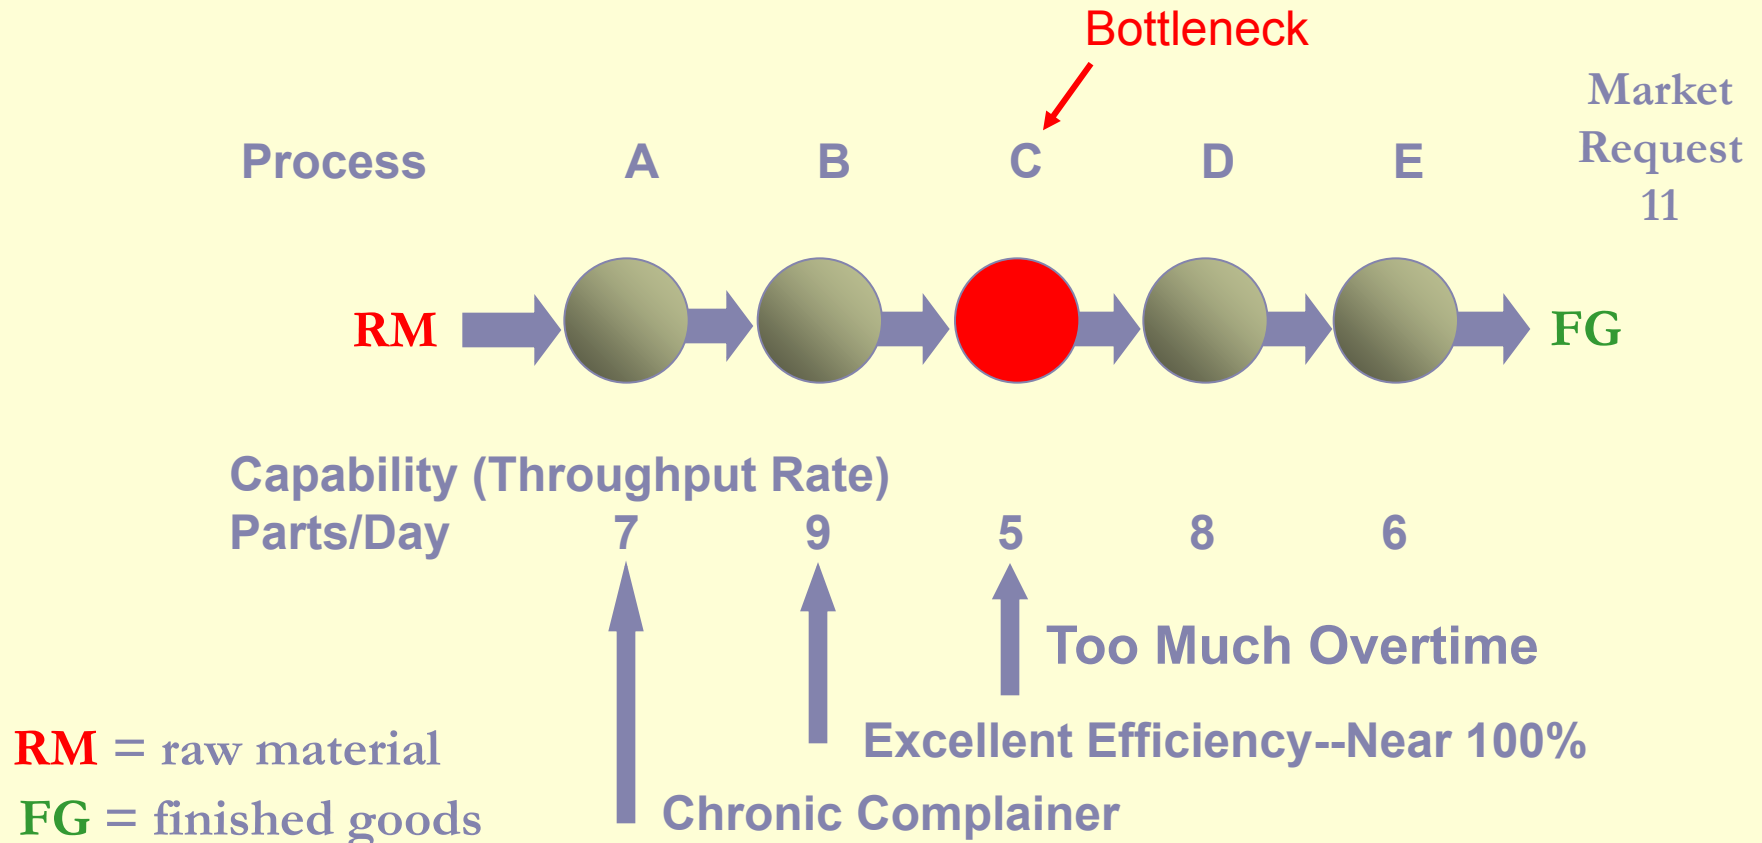 Bottleneck
Market
Request
11
Process A B C D E
RM
FG
Capability (Throughput Rate)
Parts/Day 7 9 5 8 6
Too Much Overtime
Excellent Efficiency--Near 100%
RM = raw material
Chronic Complainer
FG = finished goods